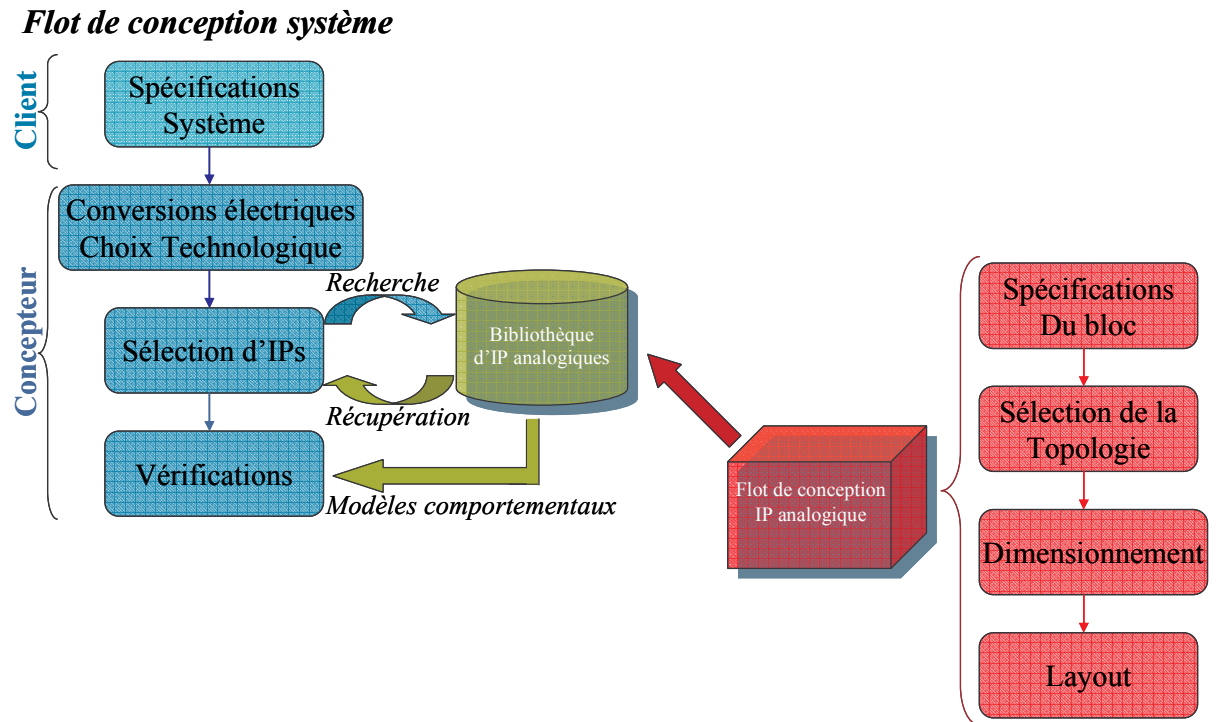 Flot de conception système
Client
Spécifications
Système
Concepteur
Conversions électriques
Choix Technologique
Recherche
Sélection d'IPs
Bibliothèque
d'IP analogiques
Récupération
Vérifications
Modèles comportementaux
Flot de conception
IP analogique
Spécifications
Du bloc
Sélection de la
Topologie
Dimensionnement
Layout